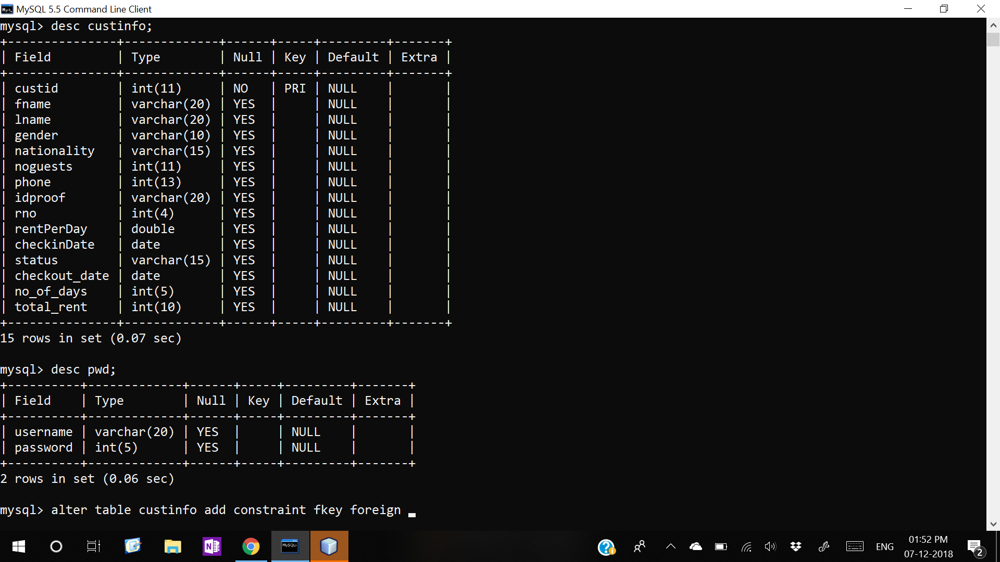 MySQL 5.5 Command Line Client
mysql> desc custinfo;
+---------------+-------------+------+-----+---------+-------+
| Field         | Type        | Null | Key | Default | Extra |
+---------------+-------------+------+-----+---------+-------+
| custid        | int(11)     | NO   | PRI | NULL    |       |
| fname         | varchar(20) | YES  |     | NULL    |       |
| lname         | varchar(20) | YES  |     | NULL    |       |
| gender        | varchar(10) | YES  |     | NULL    |       |
| nationality   | varchar(15) | YES  |     | NULL    |       |
| noguests      | int(11)     | YES  |     | NULL    |       |
| phone         | int(13)     | YES  |     | NULL    |       |
| idproof       | varchar(20) | YES  |     | NULL    |       |
| rno           | int(4)      | YES  |     | NULL    |       |
| rentPerDay    | double      | YES  |     | NULL    |       |
| checkinDate   | date        | YES  |     | NULL    |       |
| status        | varchar(15) | YES  |     | NULL    |       |
| checkout_date | date        | YES  |     | NULL    |       |
| no_of_days    | int(5)      | YES  |     | NULL    |       |
| total_rent    | int(10)     | YES  |     | NULL    |       |
+---------------+-------------+------+-----+---------+-------+
15 rows in set (0.07 sec)
mysql> desc pwd;
+----------+-------------+------+-----+---------+-------+
| Field    | Type        | Null | Key | Default | Extra |
+----------+-------------+------+-----+---------+-------+
| username | varchar(20) | YES  |     | NULL    |       |
| password | int(5)      | YES  |     | NULL    |       |
+----------+-------------+------+-----+---------+-------+
2 rows in set (0.06 sec)
mysql> alter table custinfo add constraint fkey foreign
N
MySQL>
ENG
01:52 PM
07-12-2018
2